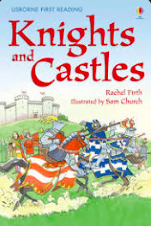 USBORNE FIRST READING
Knights
and
Castles
Rachel Firth
Illustrated by Sam Church